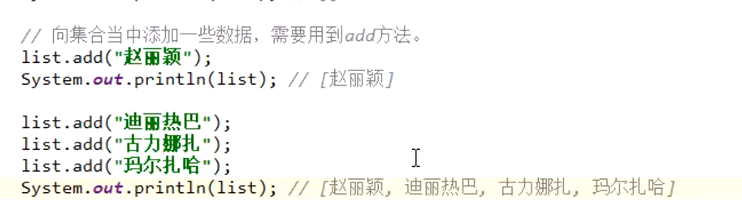 // 向集合当中添加一些数据，需要用到add方法。
list.add("赵丽颖");
System.out.println(list); // [赵丽颖]
list.add("迪丽热巴");
list.add("古力娜扎");
list.add("玛尔扎哈");
System.out.println(list); // [赵丽颖, 迪丽热巴, 古力娜扎, 玛尔扎哈]